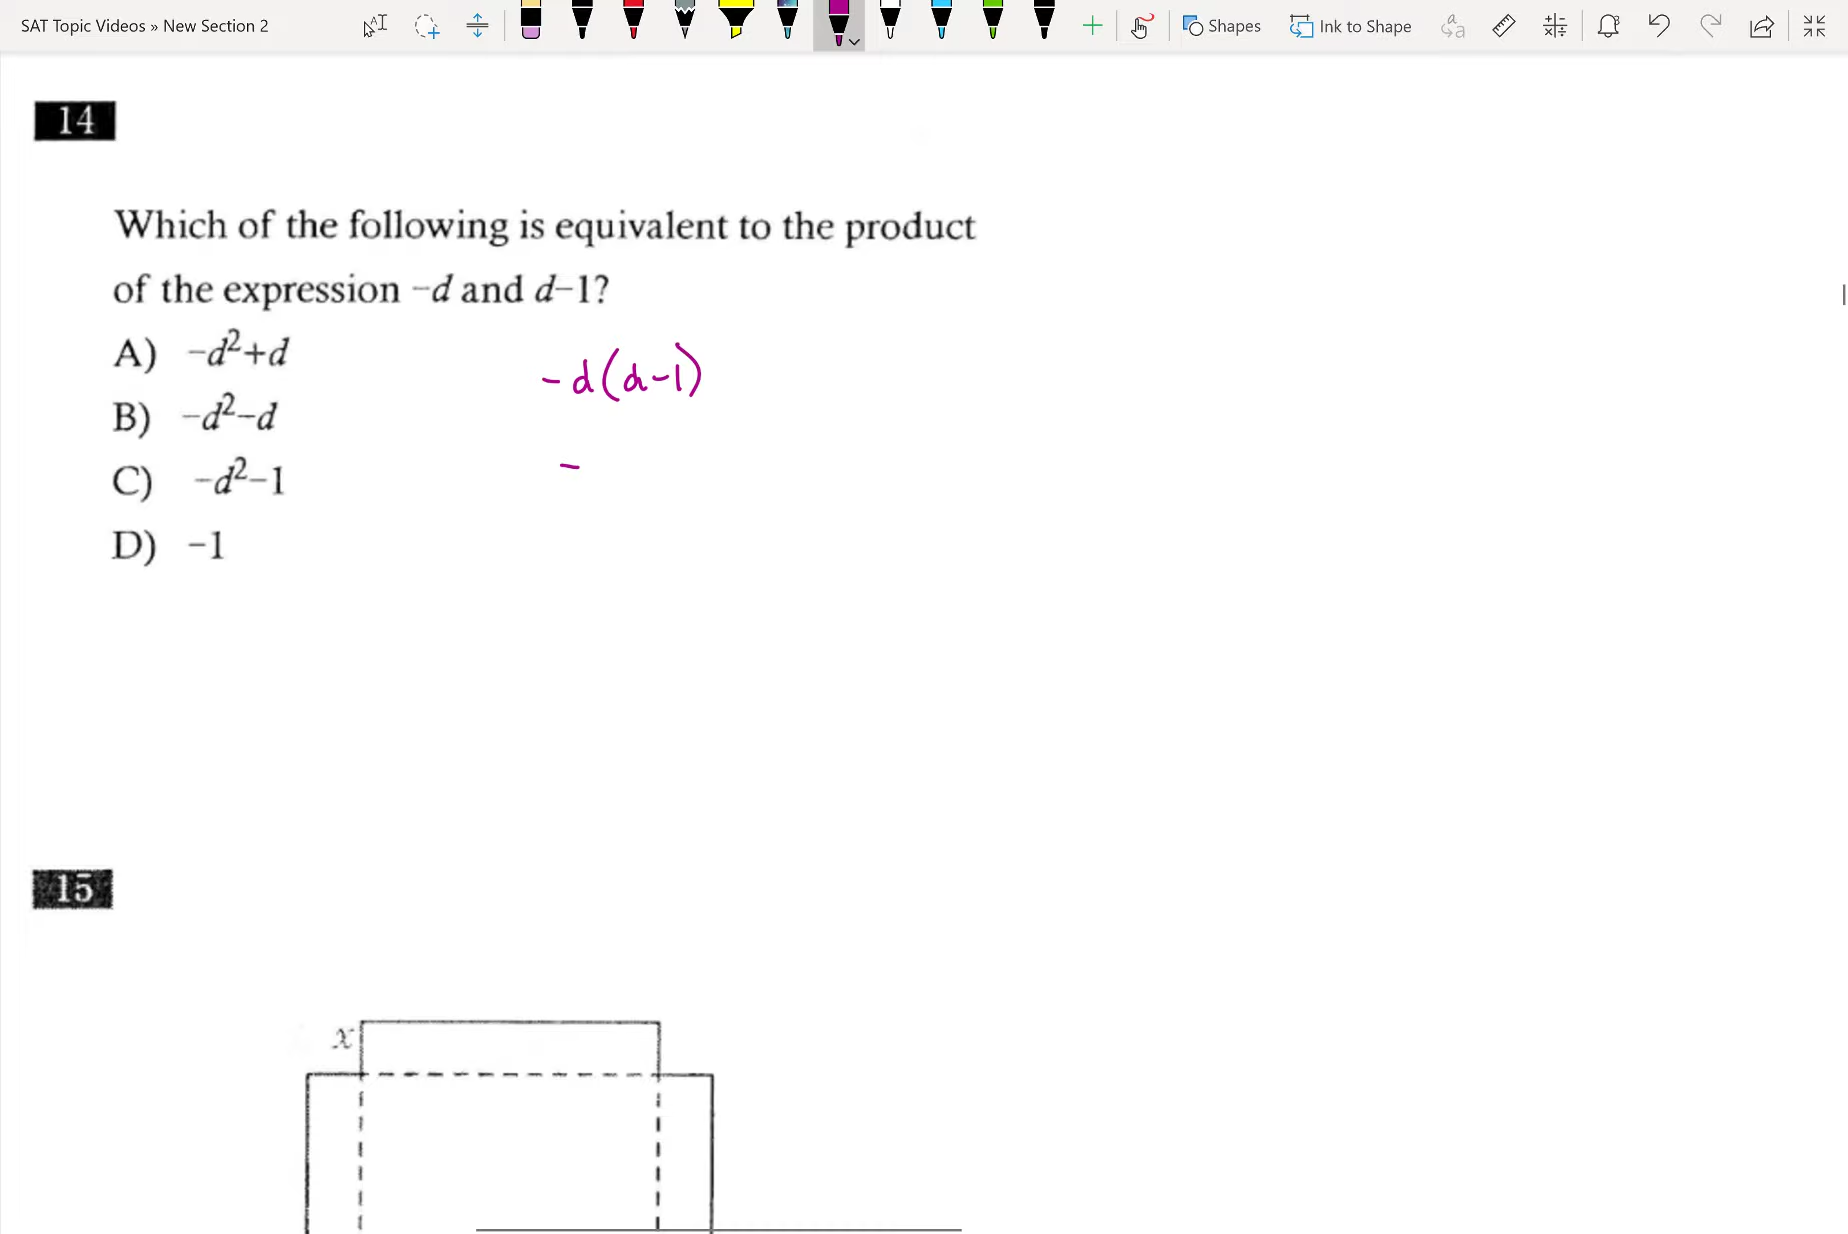 SAT Topic Videos » New Section 2
Shapes
Ink to Shape
14
Which of the following is equivalent to the product
of the expression -d and d-1?
A) -d²+d
-d(d-1)
B) -d²-d
-
C) -d²-1
D) -1
15
x